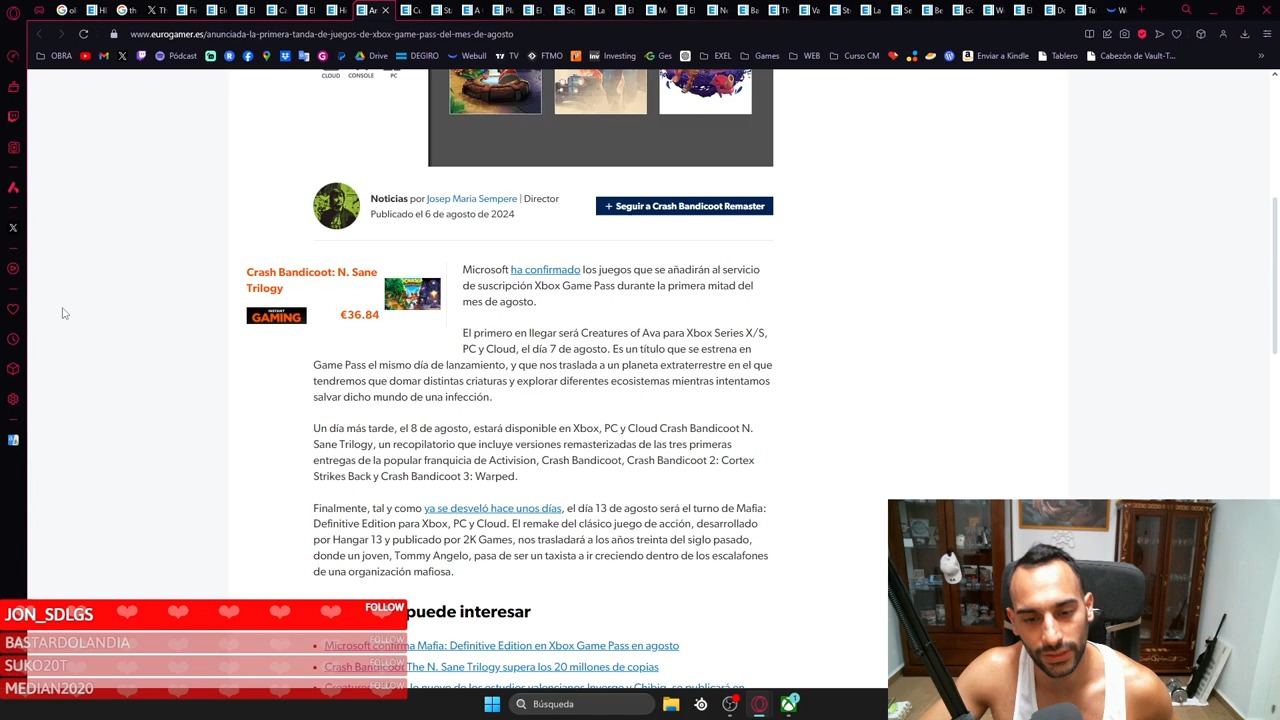 www.eurogamer.es/anunciada-la-primera-tanda-de-juegos-de-xbox-game-pass-del-mes-de-agosto
OBRA
Pódcast
Drive
DEGIRO
Webull
TV
FTMO
Investing
Ges
EXEL
Games
WEB
Curso CM
Enviar a Kindle
Tablero
Cabezón de Vault-T...
CLOUD CONSOLE PC
Noticias por Josep Maria Sempere | Director
Publicado el 6 de agosto de 2024
+ Seguir a Crash Bandicoot Remaster
Crash Bandicoot: N. Sane
Trilogy
INSTANT
GAMING
€36.84
Microsoft ha confirmado los juegos que se añadirán al servicio
de suscripción Xbox Game Pass durante la primera mitad del
mes de agosto.
El primero en llegar será Creatures of Ava para Xbox Series X/S,
PC y Cloud, el día 7 de agosto. Es un título que se estrena en
Game Pass el mismo día de lanzamiento, y que nos traslada a un planeta extraterrestre en el que
tendremos que domar distintas criaturas y explorar diferentes ecosistemas mientras intentamos
salvar dicho mundo de una infección.
Un día más tarde, el 8 de agosto, estará disponible en Xbox, PC y Cloud Crash Bandicoot N.
Sane Trilogy, un recopilatorio que incluye versiones remasterizadas de las tres primeras
entregas de la popular franquicia de Activision, Crash Bandicoot, Crash Bandicoot 2: Cortex
Strikes Back y Crash Bandicoot 3: Warped.
Finalmente, tal y como ya se desveló hace unos días, el día 13 de agosto será el turno de Mafia:
Definitive Edition para Xbox, PC y Cloud. El remake del clásico juego de acción, desarrollado
por Hangar 13 y publicado por 2K Games, nos trasladará a los años treinta del siglo pasado,
donde un joven, Tommy Angelo, pasa de ser un taxista a ir creciendo dentro de los escalafones
de una organización mafiosa.
puede interesar
Microsoft confirma Mafia: Definitive Edition en Xbox Game Pass en agosto
Crash Bandicoot The N. Sane Trilogy supera los 20 millones de copias
JON_SDLGS FOLLOW
BASTARDOLANDIA FOLLOW
SUKO20T FOLLOW
MEDIAN2020 FOLLOW
Búsqueda
1